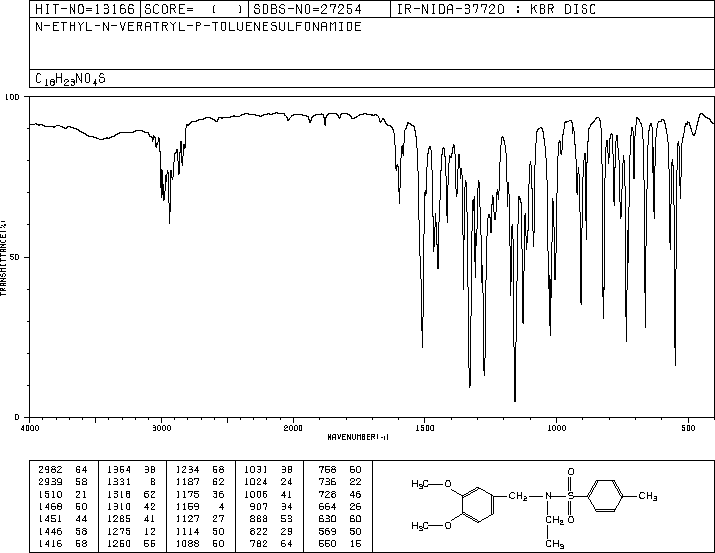 HIT-NO=13166 SCORE= ( ) SDBS-NO=27254 IR-NIDA-37720 : KBR DISC
N-ETHYL-N-VERATRYL-P-TOLUENESULFONAMIDE
C18H23NO4S
100
TRANSMITTANCE(%)
50
0
4000 3000 2000 1500 1000 500
WAVENUMBER(-1)
2982 64 1354 38 1234 58 1031 38 758 60
2939 58 1331 8 1187 62 1024 24 736 22
1510 21 1318 62 1175 36 1006 41 728 46
1468 50 1310 42 1159 4 907 34 664 26
1451 44 1285 41 1127 27 888 53 630 60
1446 58 1275 12 1114 50 822 29 569 50
1416 58 1260 55 1088 50 782 64 550 15
O
H3C—O CH2—N—S CH3
H3C—O O
CH2
CH3